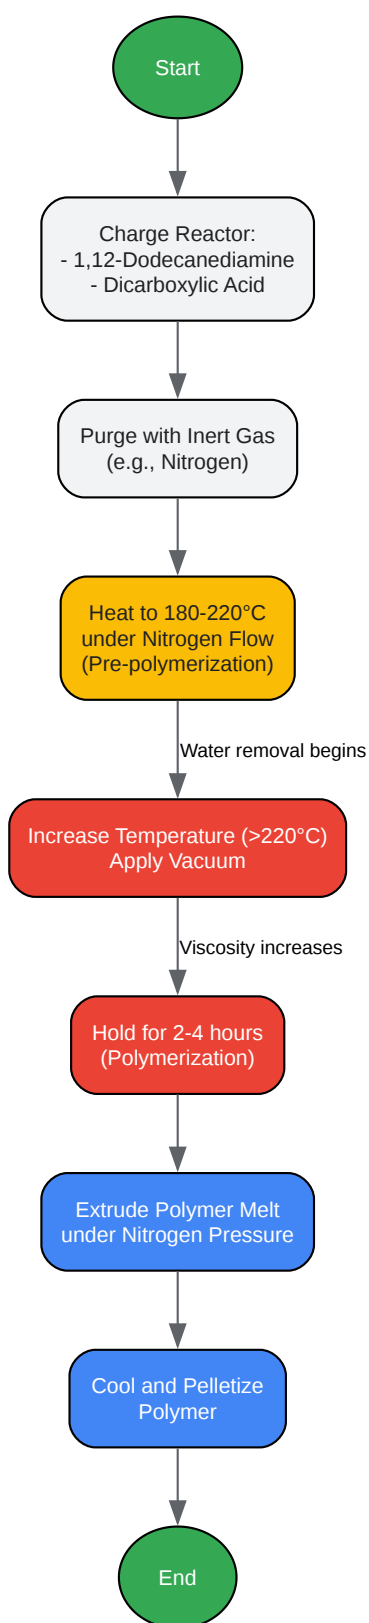 Start
Charge Reactor:
- 1,12-Dodecanediamine
- Dicarboxylic Acid
Purge with Inert Gas
(e.g., Nitrogen)
Heat to 180-220°C
under Nitrogen Flow
(Pre-polymerization)
Water removal begins
Increase Temperature (>220°C)
Apply Vacuum
Viscosity increases
Hold for 2-4 hours
(Polymerization)
Extrude Polymer Melt
under Nitrogen Pressure
Cool and Pelletize
Polymer
End